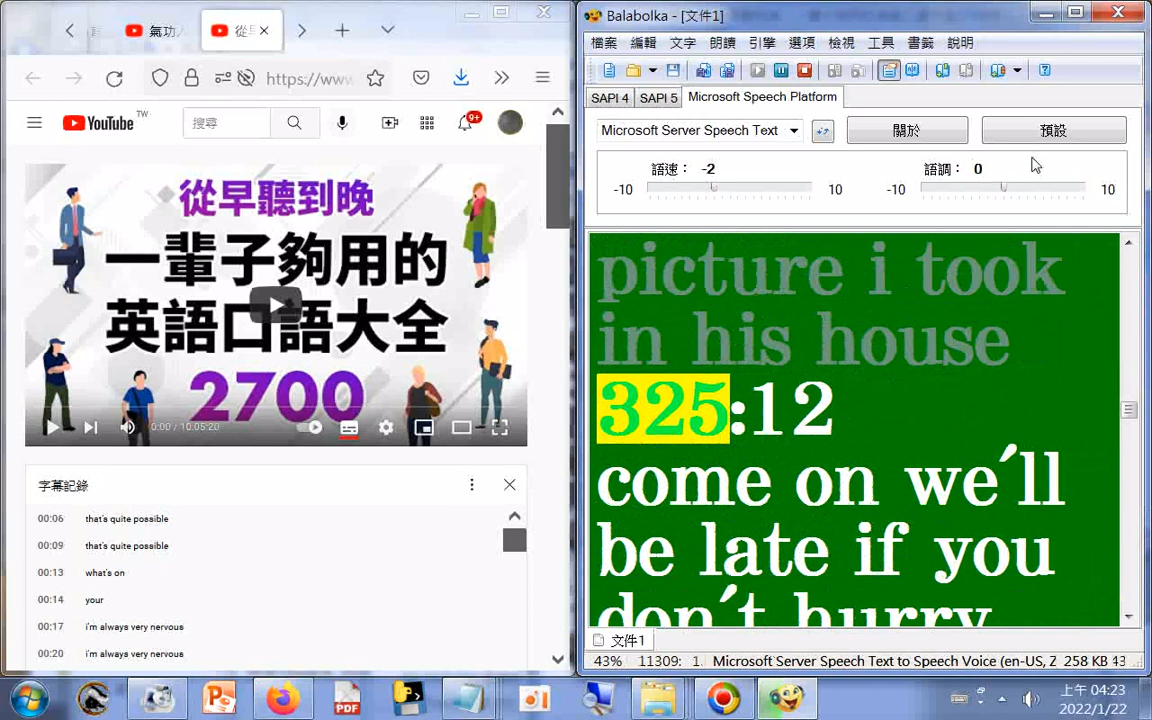 氣功
從
https://www
YouTube TW
搜尋
9+
從早聽到晚
一輩子夠用的
英語口語大全
2700
0:00 / 10:05:20
字幕記錄
00:06 that's quite possible
00:09 that's quite possible
00:13 what's on
00:14 your
00:17 i'm always very nervous
00:20 i'm always very nervous
Balabolka - [文件1]
檔案 編輯 文字 朗讀 引擎 選項 檢視 工具 書籤 說明
SAPI 4 SAPI 5 Microsoft Speech Platform
Microsoft Server Speech Text 關於 預設
語速： -2 語調： 0
-10 10 -10 10
picture i took
in his house
325:12
come on we'll
be late if you
don't hurry
文件1
43% 11309: 1. Microsoft Server Speech Text to Speech Voice (en-US, Z 258 KB 43
PDF
上午 04:23
2022/1/22